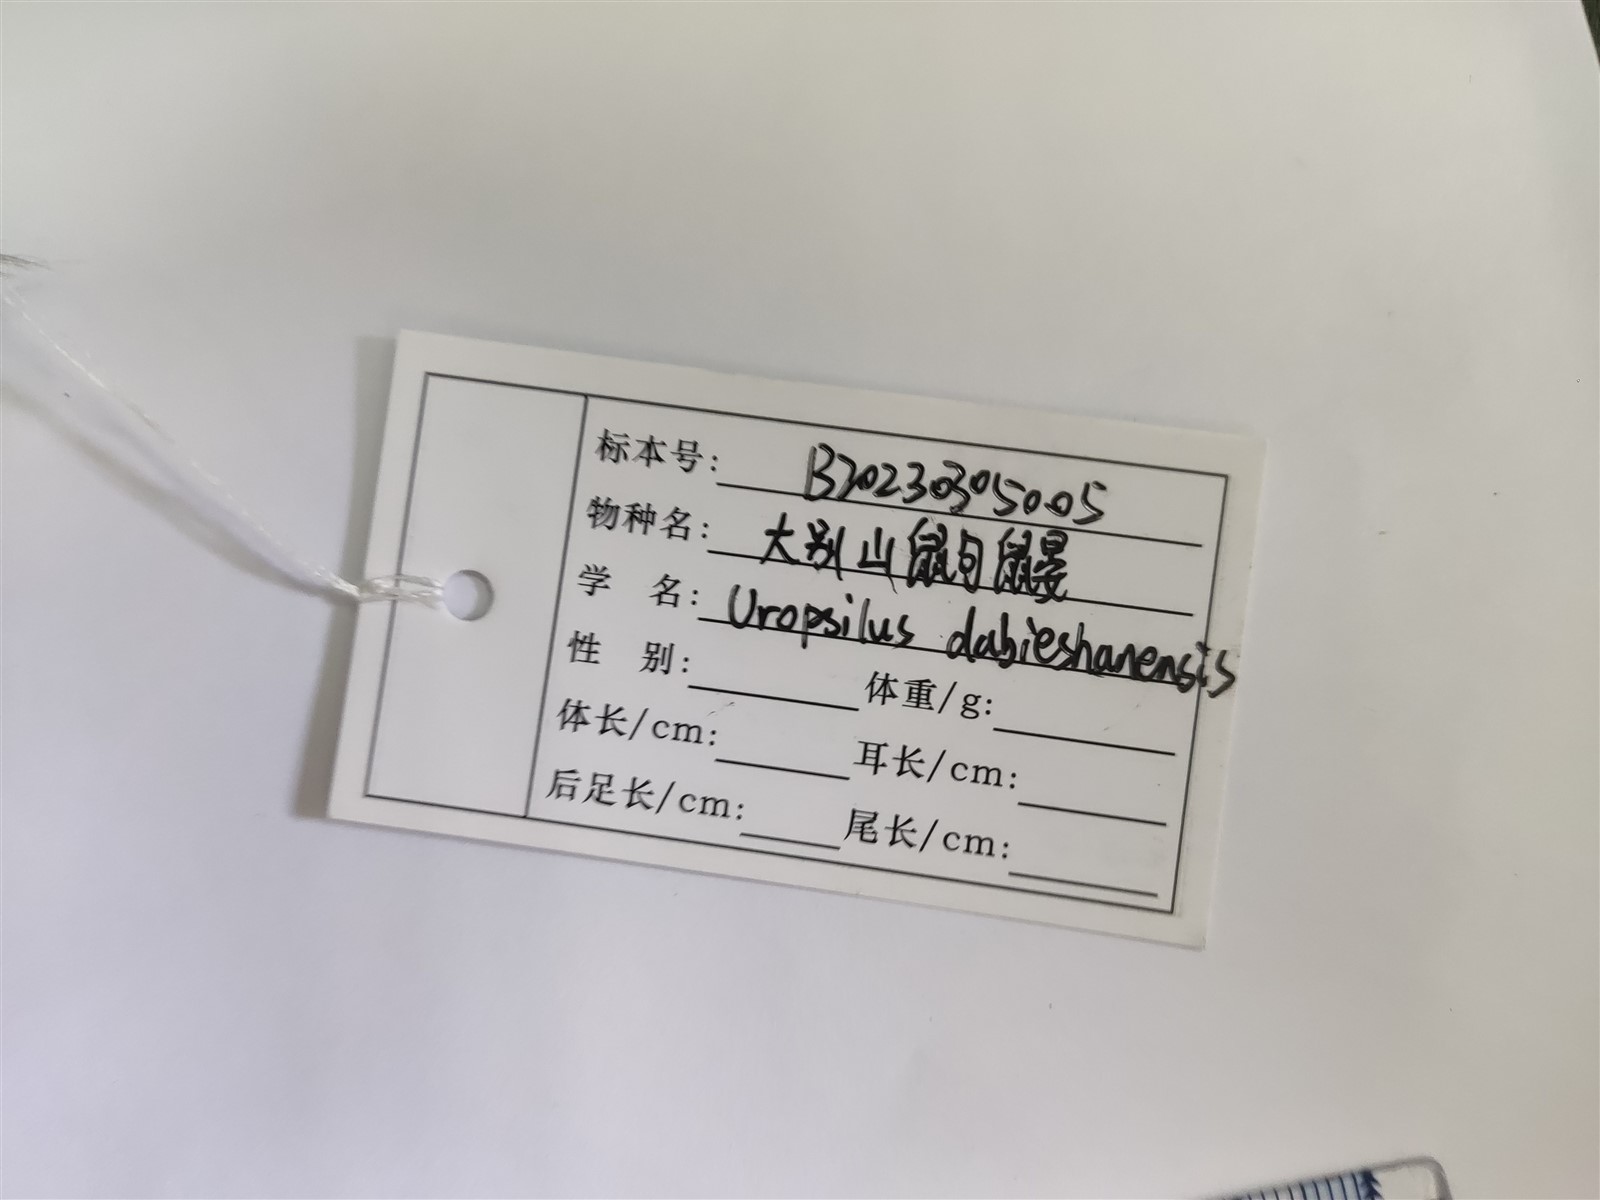 标本号: B20230305005
物种名: 大别山鼩鼹
学 名: Uropsilus dabieshanensis
性 别: 体重/g:
体长/cm: 耳长/cm:
后足长/cm: 尾长/cm: